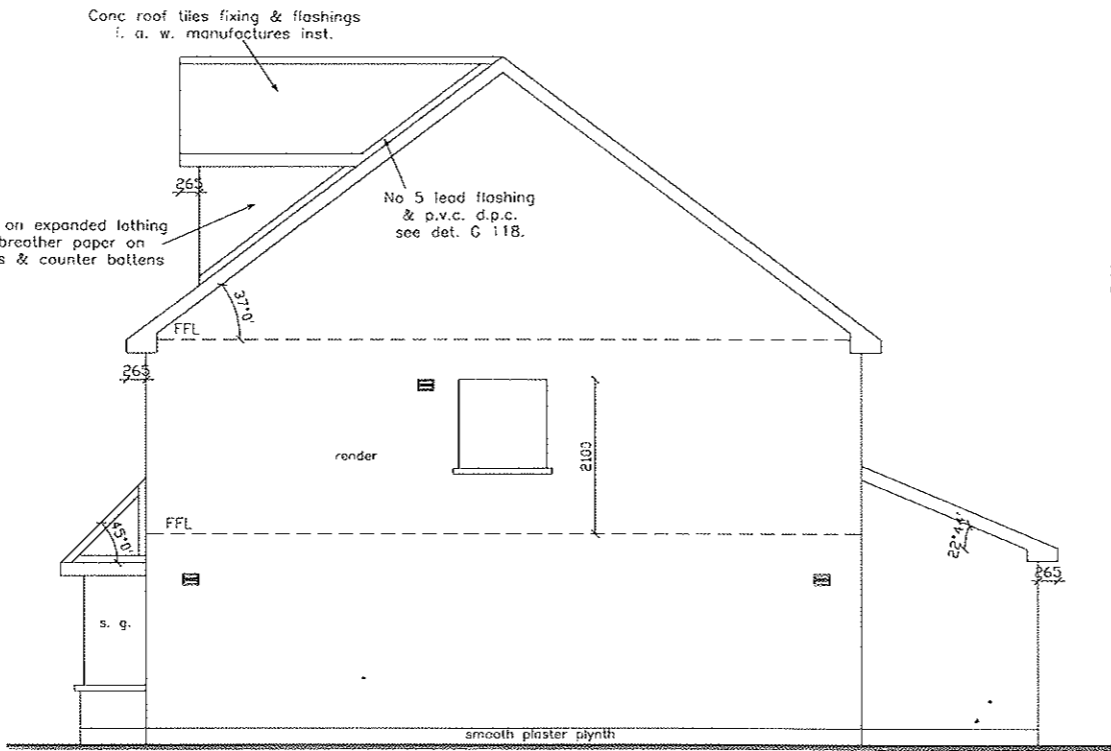 Conc roof tiles fixing & flashings
f. a. w. manufactures inst.
265
on expanded lathing
breather paper on
s & counter battens
No 5 lead flashing
& p.v.c. d.p.c.
see det. G 118.
37°0'
FFL
265
render
2100
FFL
45°0'
22°44'
265
s. g.
smooth plaster plynth